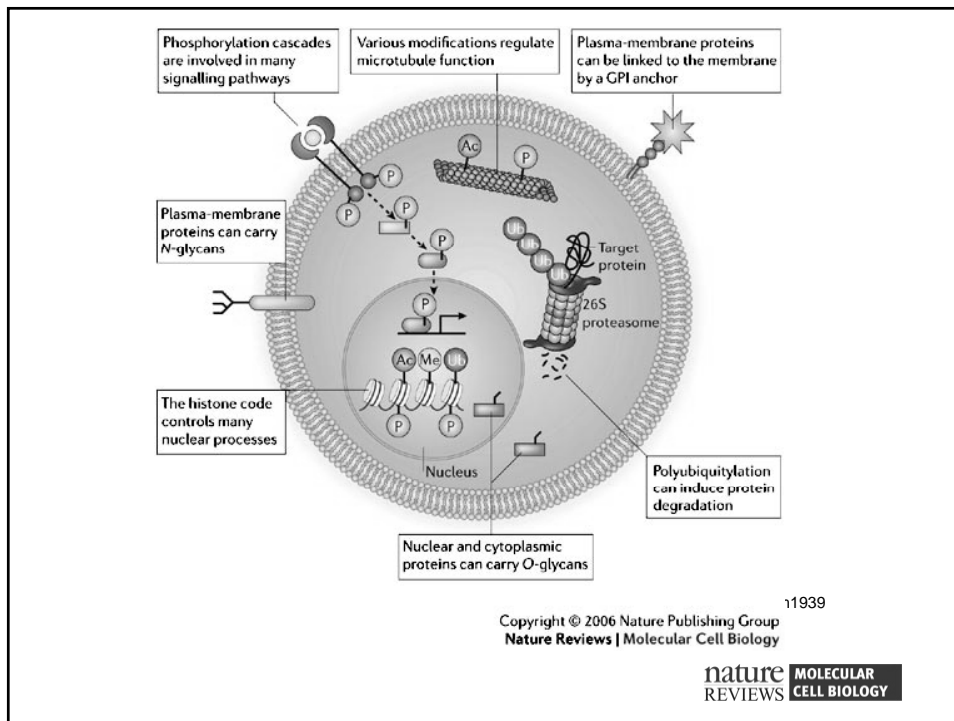 Phosphorylation cascades
are involved in many
signalling pathways
Various modifications regulate
microtubule function
Plasma-membrane proteins
can be linked to the membrane
by a GPI anchor
Ac
P
P
P
P
P
Plasma-membrane
proteins can carry
N-glycans
Ub
Ub
Ub
Ub
Target
protein
26S
proteasome
P
Ac Me Ub
P P
The histone code
controls many
nuclear processes
Nucleus
Polyubiquitylation
can induce protein
degradation
Nuclear and cytoplasmic
proteins can carry O-glycans
n1939
Copyright © 2006 Nature Publishing Group
Nature Reviews | Molecular Cell Biology
nature
REVIEWS
MOLECULAR
CELL BIOLOGY